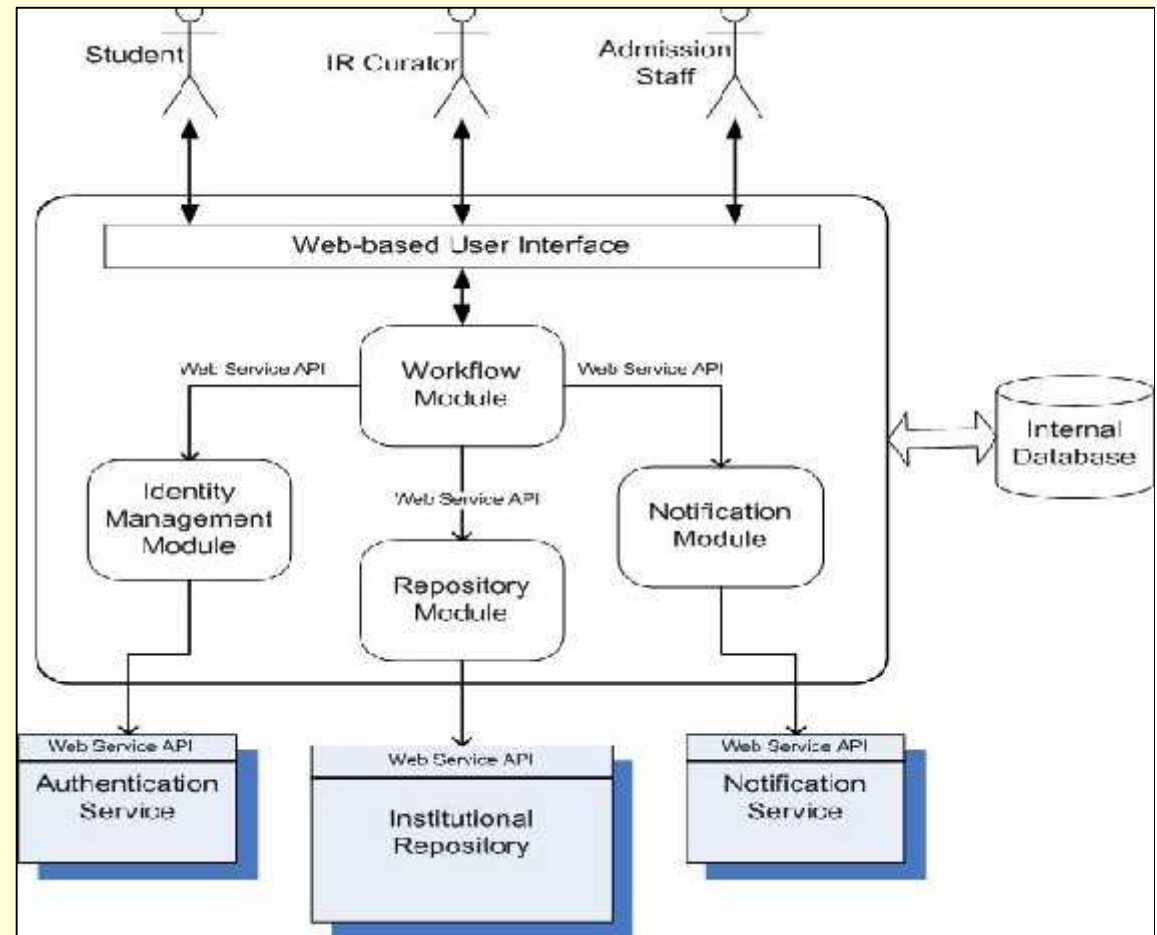 Student
IR Curator
Admission
Staff
Web-based User Interface
Web Service API
Workflow
Module
Web Service API
Internal
Database
Identity
Management
Module
Web Service API
Notification
Module
Repository
Module
Web Service API
Authentication
Service
Web Service API
Institutional
Repository
Web Service API
Notification
Service